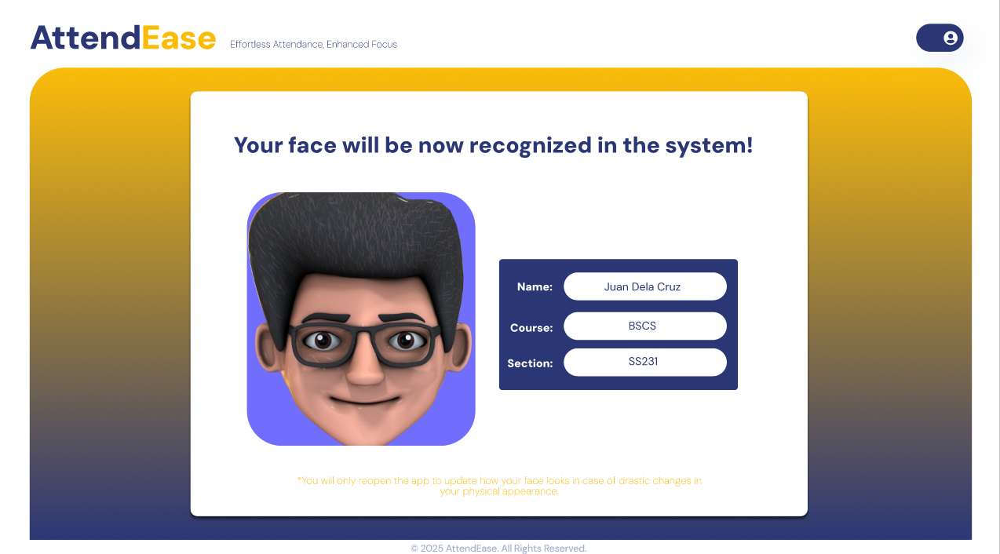 AttendEase
Effortless Attendance, Enhanced Focus
Your face will be now recognized in the system!
Name: Juan Dela Cruz
Course: BSCS
Section: SS231
*You will only reopen the app to update how your face looks in case of drastic changes in
your physical appearance.
© 2025 AttendEase. All Rights Reserved.